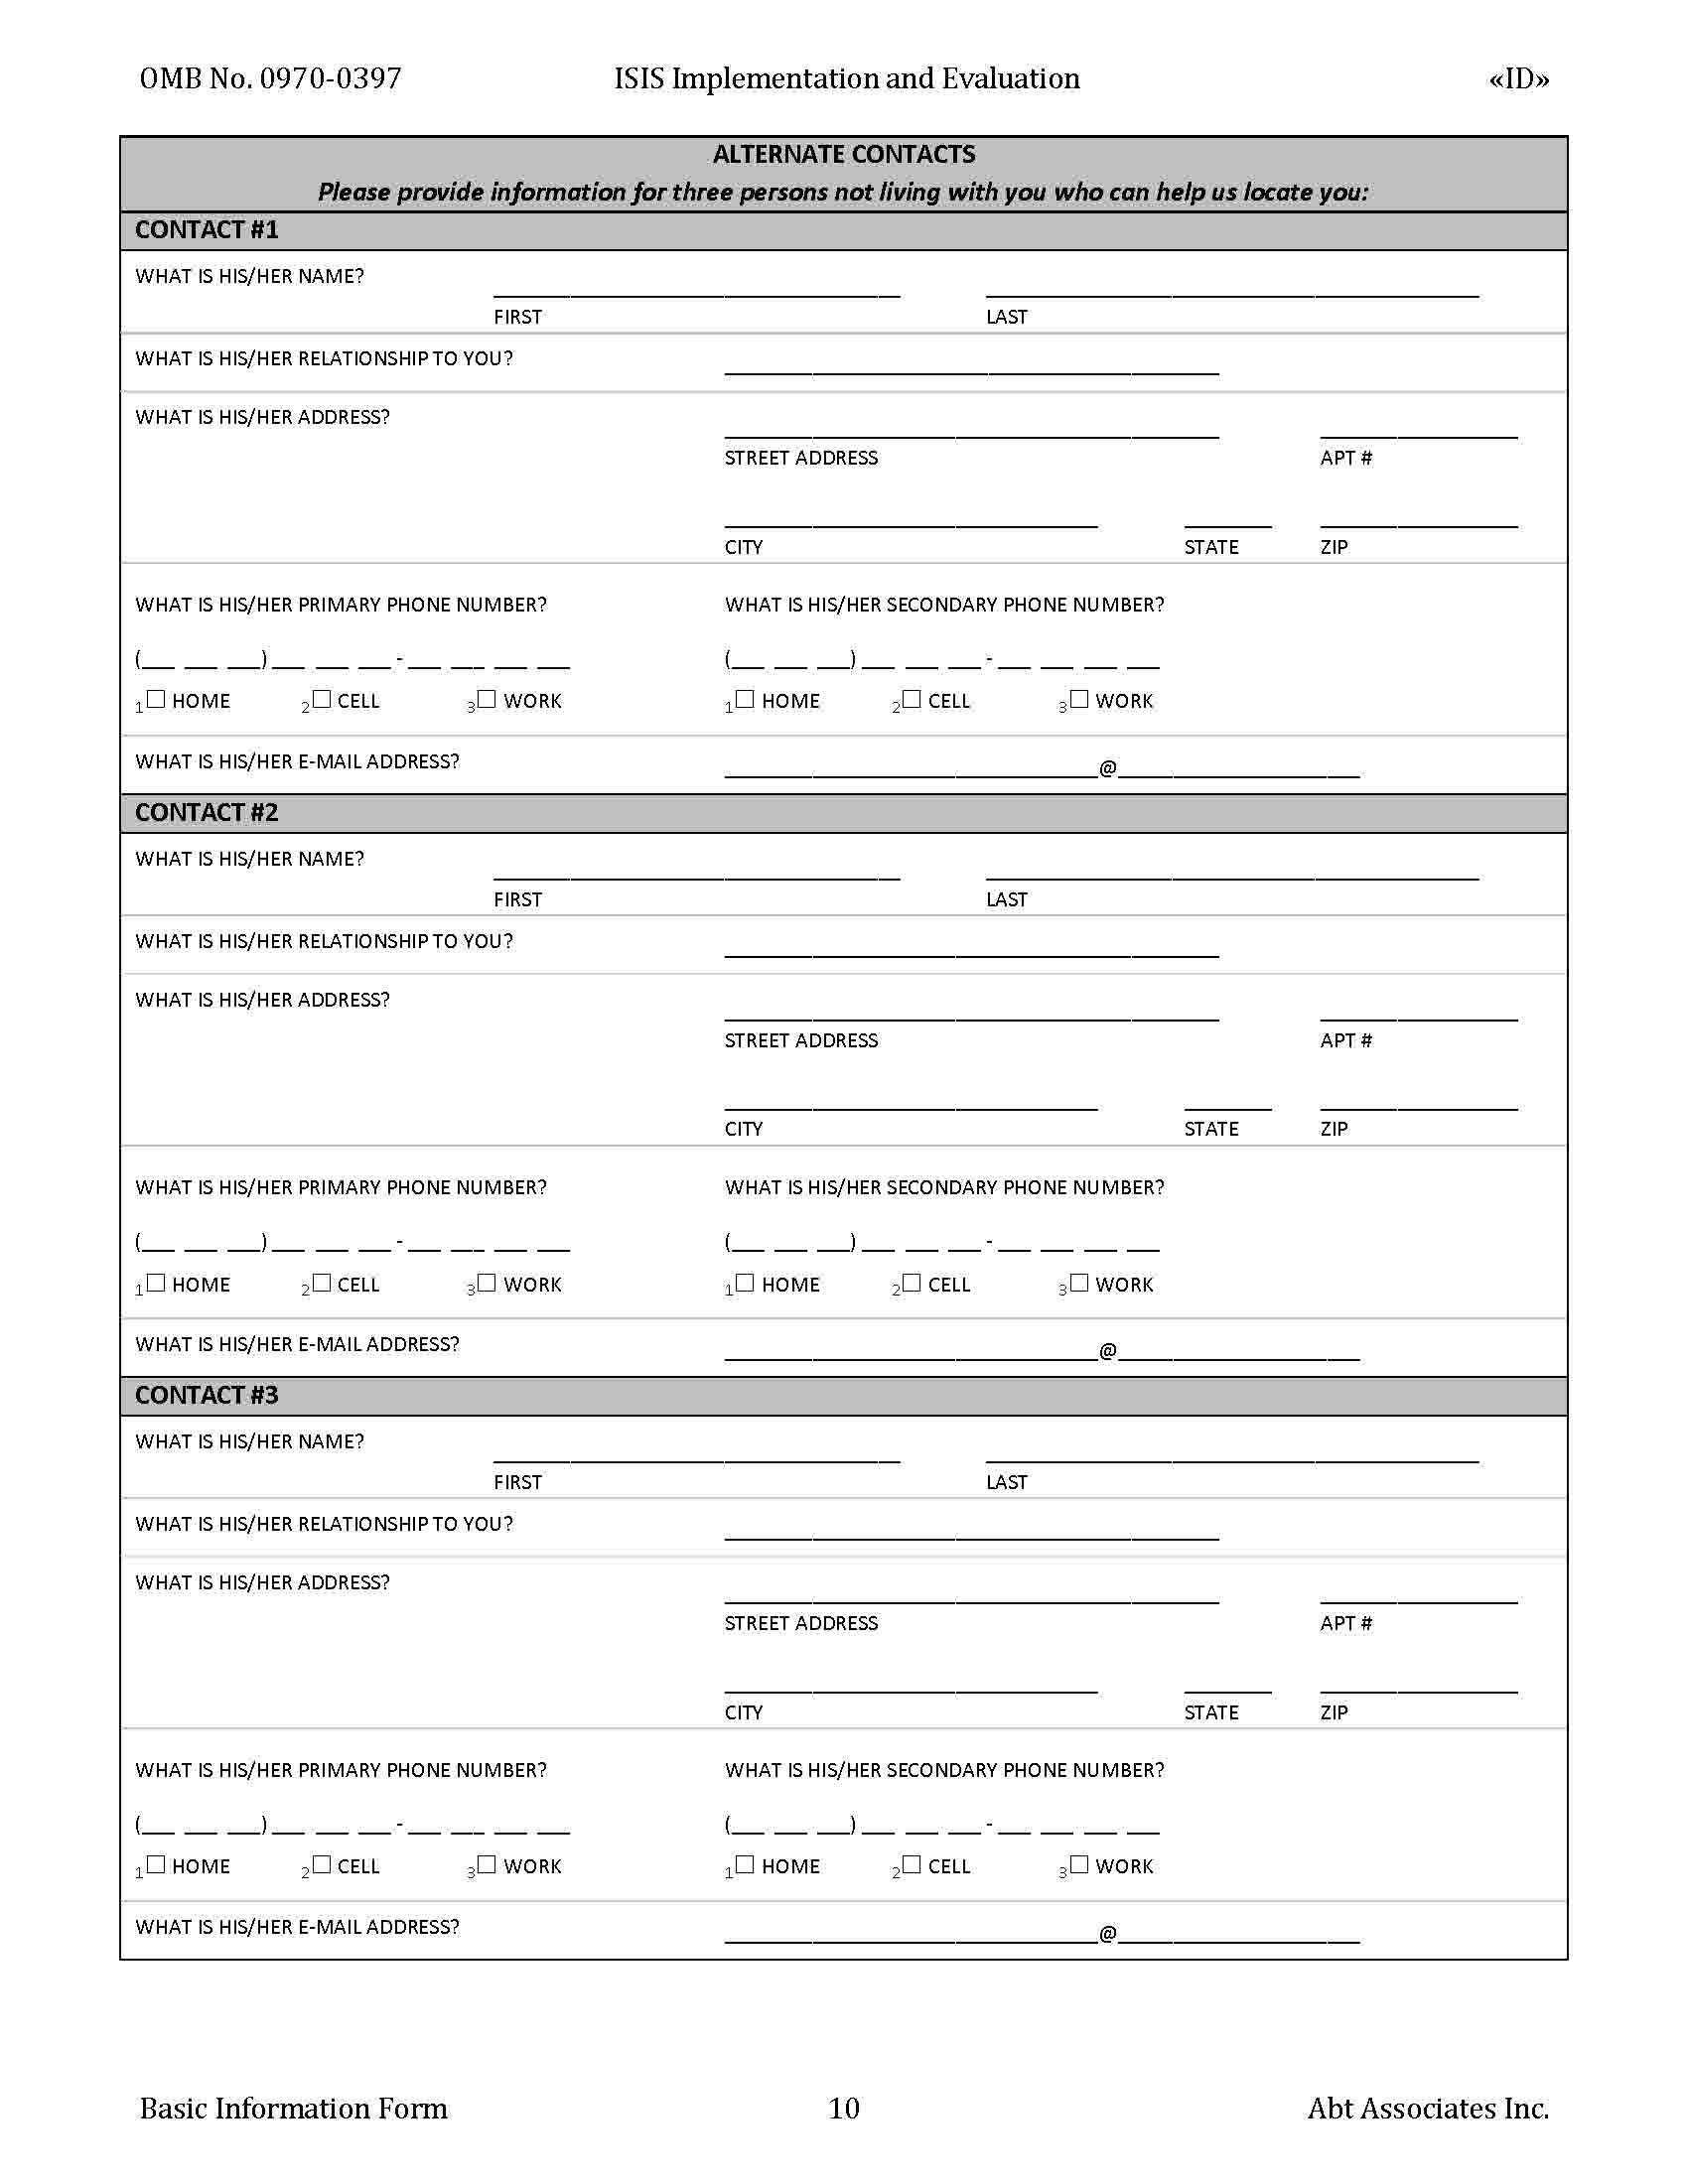 OMB No. 0970-0397 ISIS Implementation and Evaluation «ID»
ALTERNATE CONTACTS
Please provide information for three persons not living with you who can help us locate you:
CONTACT #1
WHAT IS HIS/HER NAME?
FIRST LAST
WHAT IS HIS/HER RELATIONSHIP TO YOU?
WHAT IS HIS/HER ADDRESS?
STREET ADDRESS APT #
CITY STATE ZIP
WHAT IS HIS/HER PRIMARY PHONE NUMBER? WHAT IS HIS/HER SECONDARY PHONE NUMBER?
(___ ___ ___) ___ ___ ___ - ___ ___ ___ ___ (___ ___ ___) ___ ___ ___ - ___ ___ ___ ___
1☐ HOME 2☐ CELL 3☐ WORK 1☐ HOME 2☐ CELL 3☐ WORK
WHAT IS HIS/HER E-MAIL ADDRESS? ____________@____________
CONTACT #2
WHAT IS HIS/HER NAME?
FIRST LAST
WHAT IS HIS/HER RELATIONSHIP TO YOU?
WHAT IS HIS/HER ADDRESS?
STREET ADDRESS APT #
CITY STATE ZIP
WHAT IS HIS/HER PRIMARY PHONE NUMBER? WHAT IS HIS/HER SECONDARY PHONE NUMBER?
(___ ___ ___) ___ ___ ___ - ___ ___ ___ ___ (___ ___ ___) ___ ___ ___ - ___ ___ ___ ___
1☐ HOME 2☐ CELL 3☐ WORK 1☐ HOME 2☐ CELL 3☐ WORK
WHAT IS HIS/HER E-MAIL ADDRESS? ____________@____________
CONTACT #3
WHAT IS HIS/HER NAME?
FIRST LAST
WHAT IS HIS/HER RELATIONSHIP TO YOU?
WHAT IS HIS/HER ADDRESS?
STREET ADDRESS APT #
CITY STATE ZIP
WHAT IS HIS/HER PRIMARY PHONE NUMBER? WHAT IS HIS/HER SECONDARY PHONE NUMBER?
(___ ___ ___) ___ ___ ___ - ___ ___ ___ ___ (___ ___ ___) ___ ___ ___ - ___ ___ ___ ___
1☐ HOME 2☐ CELL 3☐ WORK 1☐ HOME 2☐ CELL 3☐ WORK
WHAT IS HIS/HER E-MAIL ADDRESS? ____________@____________
Basic Information Form 10 Abt Associates Inc.